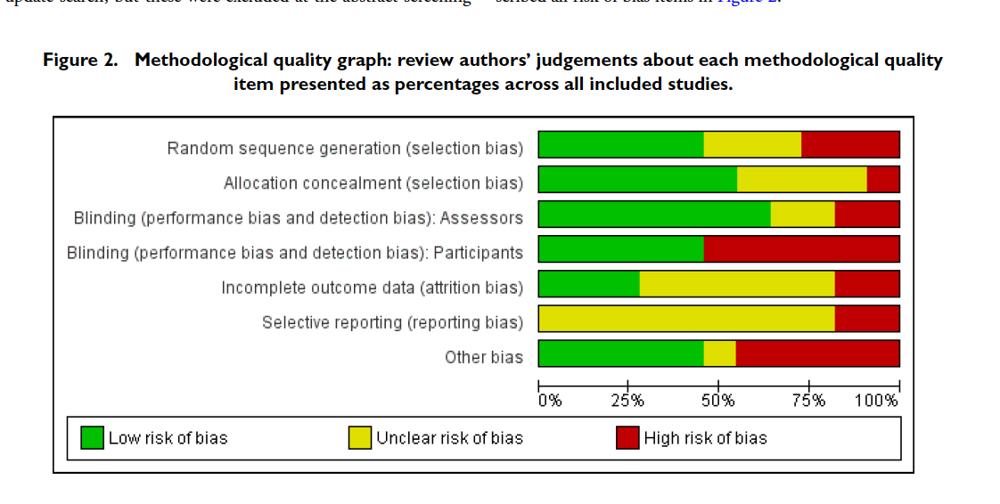 Figure 2. Methodological quality graph: review authors' judgements about each methodological quality
item presented as percentages across all included studies.
Random sequence generation (selection bias)
Allocation concealment (selection bias)
Blinding (performance bias and detection bias): Assessors
Blinding (performance bias and detection bias): Participants
Incomplete outcome data (attrition bias)
Selective reporting (reporting bias)
Other bias
0% 25% 50% 75% 100%
Low risk of bias Unclear risk of bias High risk of bias